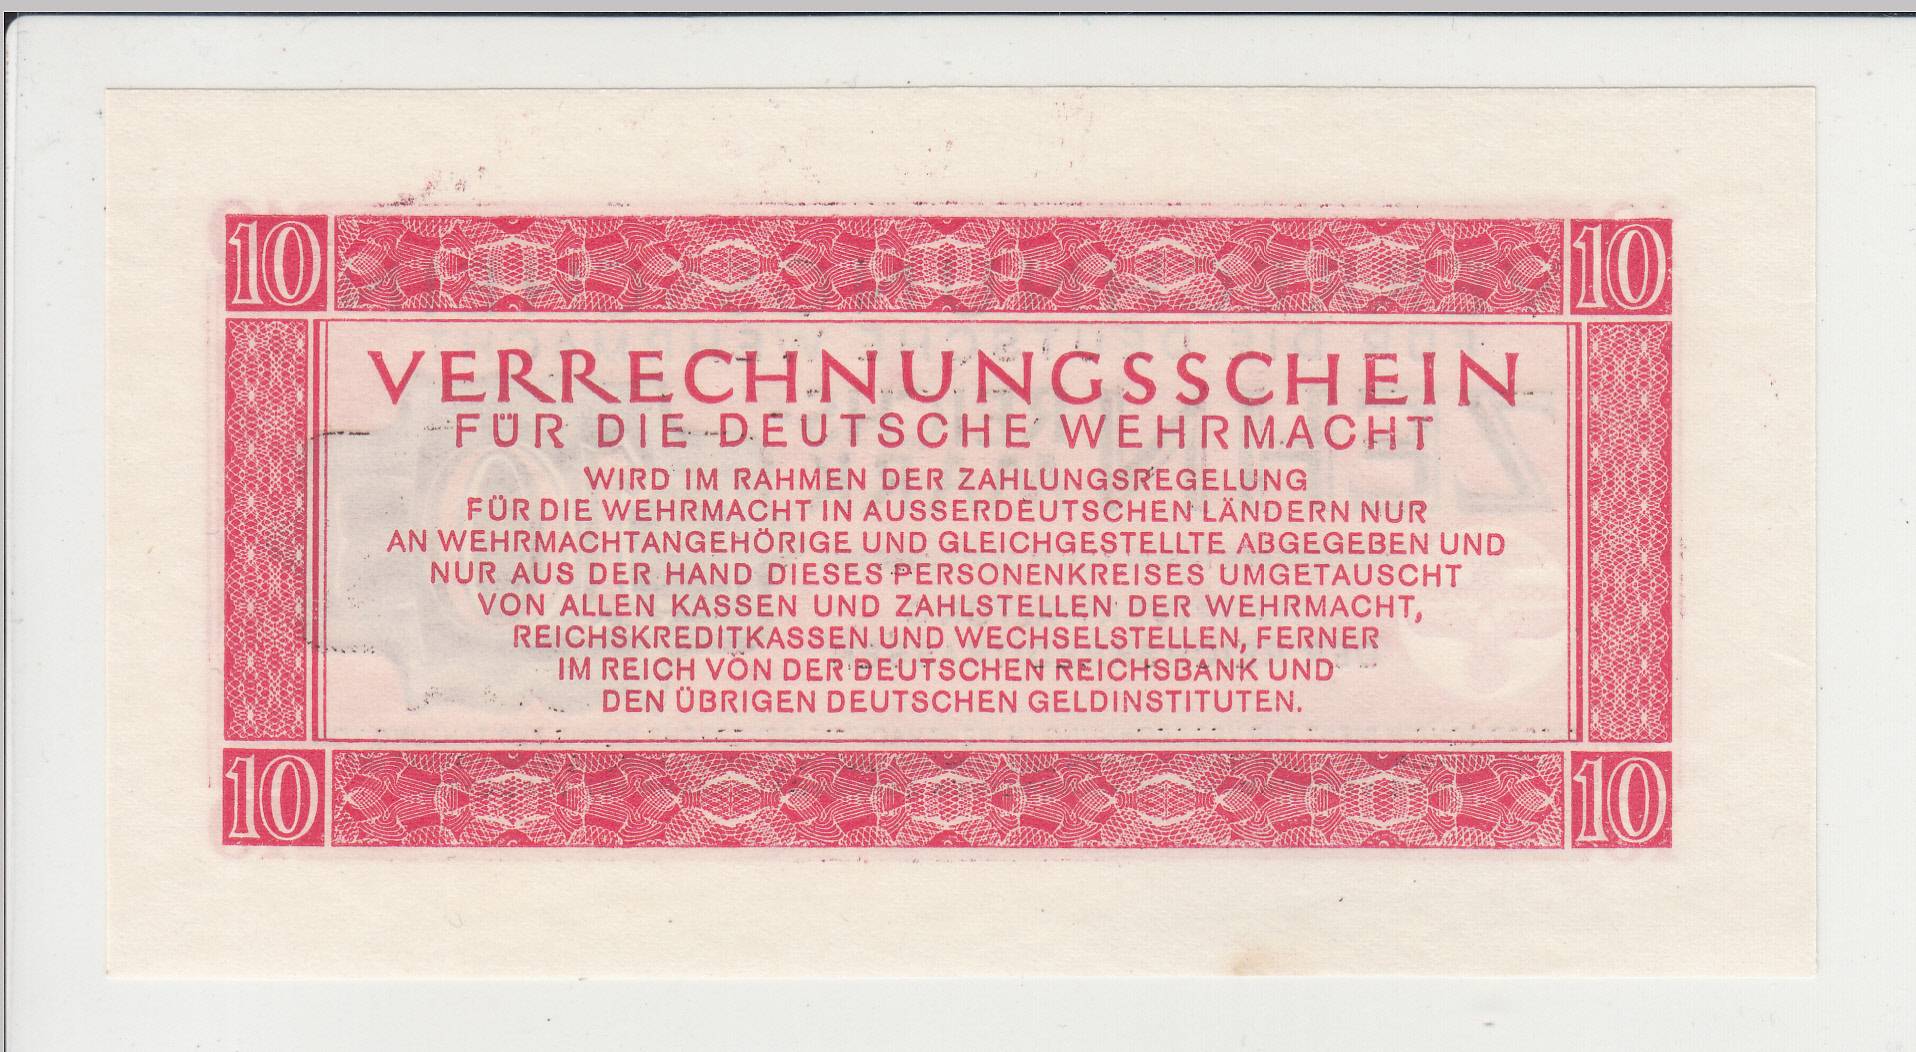 10 10
VERRECHNUNGSSCHEIN
FÜR DIE DEUTSCHE WEHRMACHT
WIRD IM RAHMEN DER ZAHLUNGSREGELUNG
FÜR DIE WEHRMACHT IN AUSSERDEUTSCHEN LÄNDERN NUR
AN WEHRMACHTANGEHÖRIGE UND GLEICHGESTELLTE ABGEGEBEN UND
NUR AUS DER HAND DIESES PERSONENKREISES UMGETAUSCHT
VON ALLEN KASSEN UND ZAHLSTELLEN DER WEHRMACHT,
REICHSKREDITKASSEN UND WECHSELSTELLEN, FERNER
IM REICH VON DER DEUTSCHEN REICHSBANK UND
DEN ÜBRIGEN DEUTSCHEN GELDINSTITUTEN.
10 10